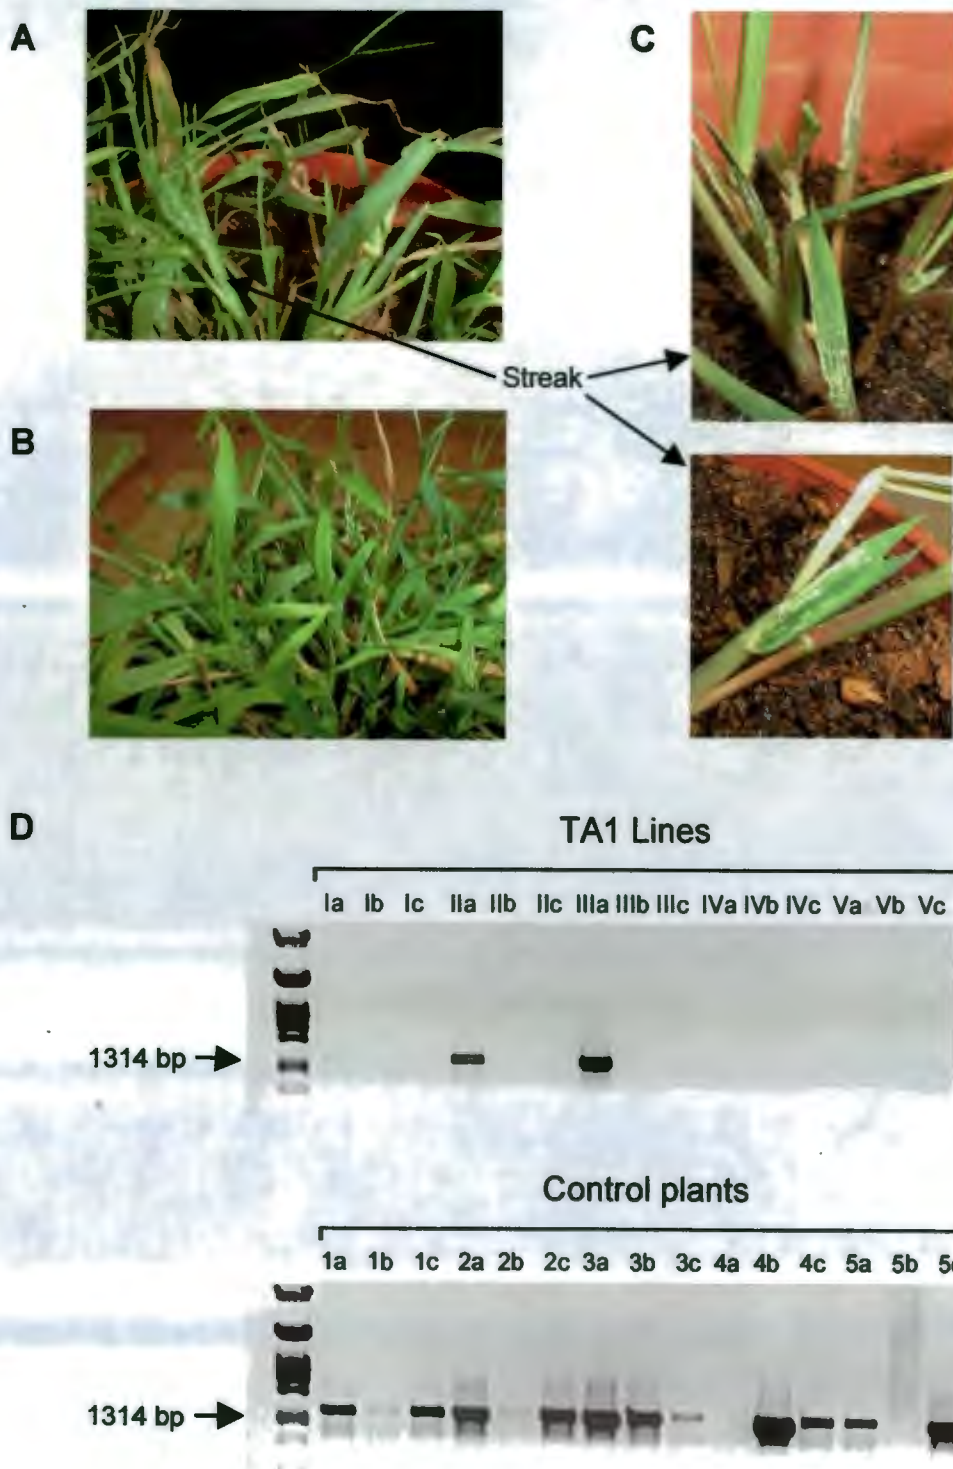 A
C
Streak
B
D
TA1 Lines
Ia Ib Ic IIa IIb IIc IIIa IIIb IIIc IVa IVb IVc Va Vb Vc
1314 bp
Control plants
1a 1b 1c 2a 2b 2c 3a 3b 3c 4a 4b 4c 5a 5b
1314 bp